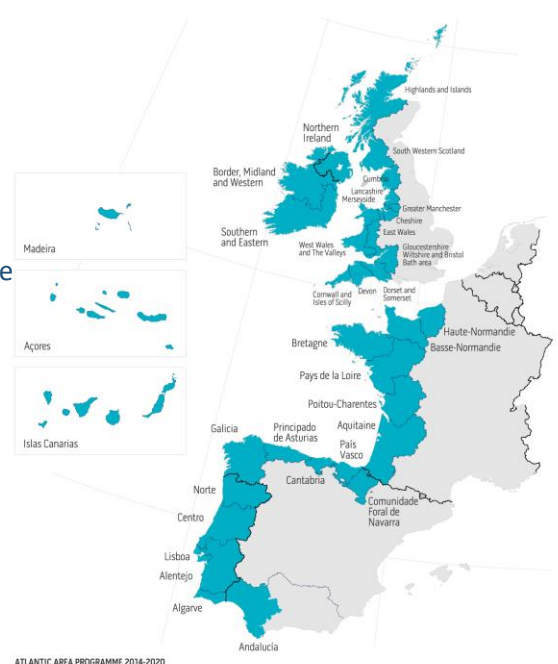 Highlands and Islands
Northern
Ireland
South Western Scotland
Border, Midland
and Western
Cumbria
Lancashire
Merseyside
Greater Manchester
Cheshire
East Wales
Southern
and Eastern
West Wales
and The Valleys
Gloucestershire
Wiltshire and Bristol
Bath area
Cornwall and
Isles of Scilly
Devon
Dorset and
Somerset
Madeira
e
Açores
Islas Canarias
Haute-Normandie
Basse-Normandie
Bretagne
Pays de la Loire
Poitou-Charentes
Aquitaine
Galicia
Principado
de Asturias
País
Vasco
Cantabria
Comunidade
Foral de
Navarra
Norte
Centro
Lisboa
Alentejo
Algarve
Andalucía
ATLANTIC AREA PROGRAMME 2014-2020